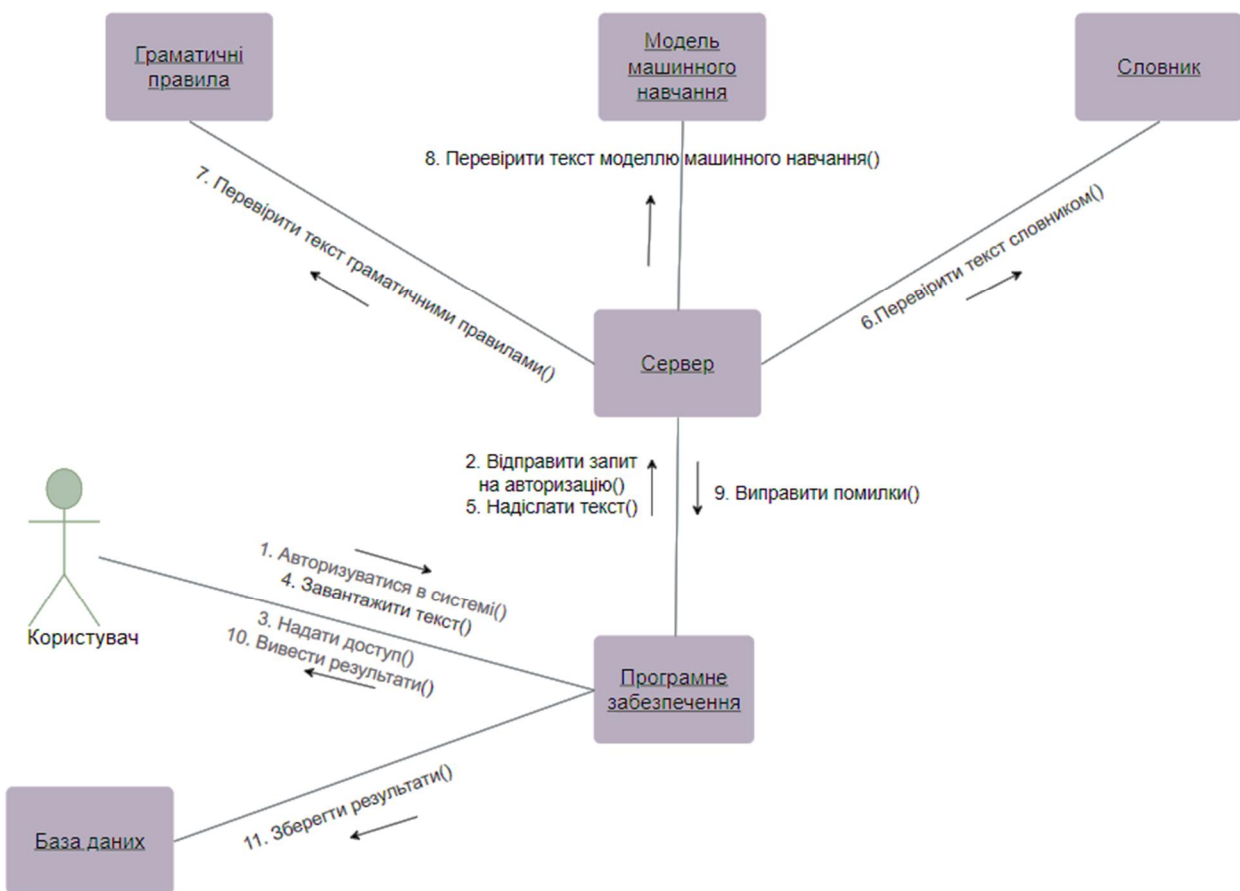 Граматичні
правила
Модель
машинного
навчання
Словник
8. Перевірити текст моделлю машинного навчання()
7. Перевірити текст граматичними правилами()
6.Перевірити текст словником()
Сервер
2. Відправити запит
на авторизацію()
5. Надіслати текст()
9. Виправити помилки()
1. Авторизуватися в системі()
4. Завантажити текст()
3. Надати доступ()
10. Вивести результати()
Користувач
Програмне
забезпечення
11. Зберегти результати()
База даних